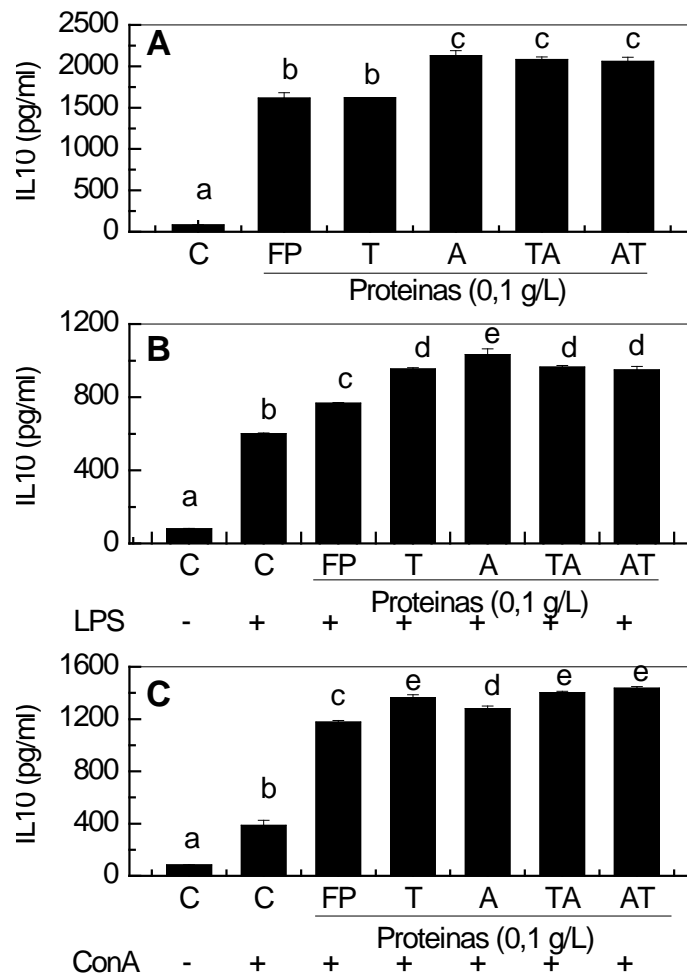 A
IL10 (pg/ml)
2500
2000
1500
1000
500
0
a b b c c c
C FP T A TA AT
Proteinas (0,1 g/L)
B
IL10 (pg/ml)
1200
800
400
0
a b c d e d d
C C FP T A TA AT
Proteinas (0,1 g/L)
LPS - + + + + + +
C
IL10 (pg/ml)
1600
1200
800
400
0
a b c e d e e
C C FP T A TA AT
Proteinas (0,1 g/L)
ConA - + + + + + +